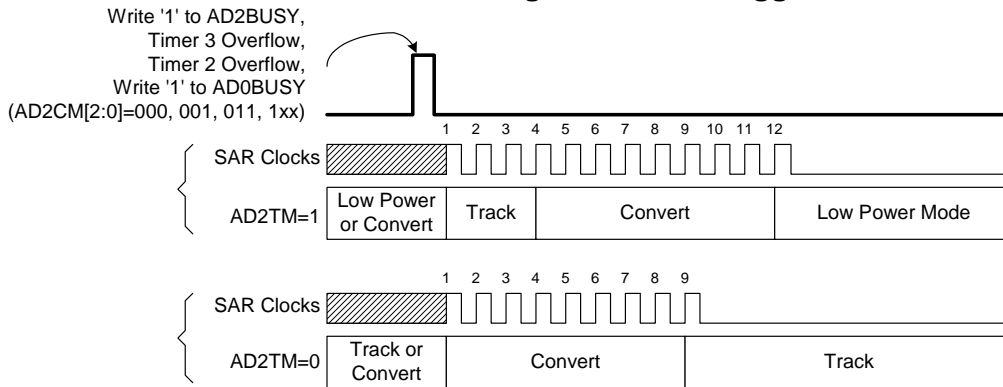 Write '1' to AD2BUSY,
Timer 3 Overflow,
Timer 2 Overflow,
Write '1' to AD0BUSY
(AD2CM[2:0]=000, 001, 011, 1xx)
1 2 3 4 5 6 7 8 9 10 11 12
SAR Clocks
AD2TM=1
Low Power
or Convert
Track
Convert
Low Power Mode
1 2 3 4 5 6 7 8 9
SAR Clocks
AD2TM=0
Track or
Convert
Convert
Track